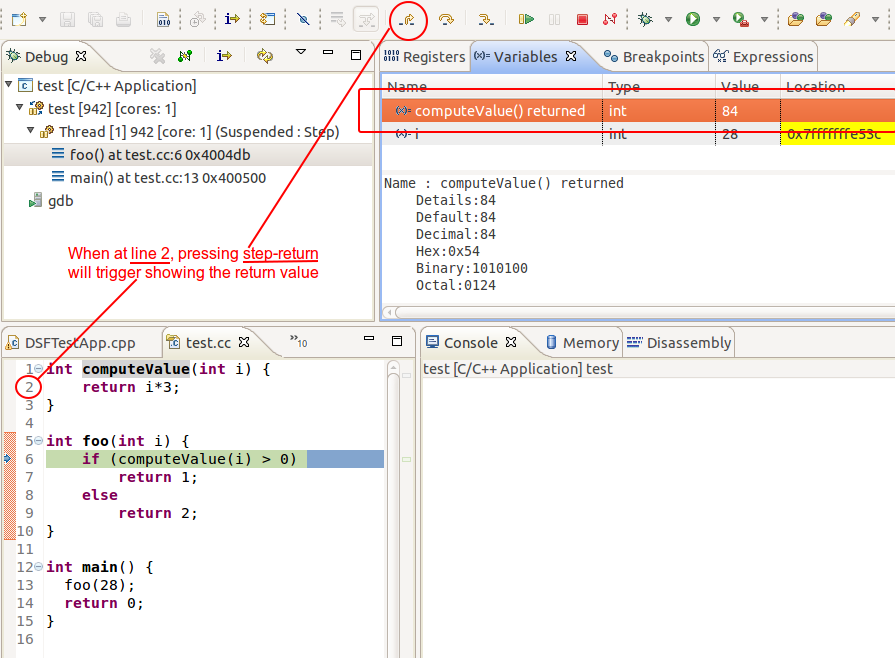 Debug
test [C/C++ Application]
test [942] [cores: 1]
Thread [1] 942 [core: 1] (Suspended : Step)
foo() at test.cc:6 0x4004db
main() at test.cc:13 0x400500
gdb
When at line 2, pressing step-return
will trigger showing the return value
Registers (x)= Variables Breakpoints Expressions
Name Type Value Location
(x)= computeValue() returned int 84
(x)= i int 28 0x7fffffffe53c
Name : computeValue() returned
Details:84
Default:84
Decimal:84
Hex:0x54
Binary:1010100
Octal:0124
DSFTestApp.cpp test.cc »10
1 int computeValue(int i) {
2 return i*3;
3 }
4
5 int foo(int i) {
6 if (computeValue(i) > 0)
7 return 1;
8 else
9 return 2;
10 }
11
12 int main() {
13 foo(28);
14 return 0;
15 }
16
Console Memory Disassembly
test [C/C++ Application] test